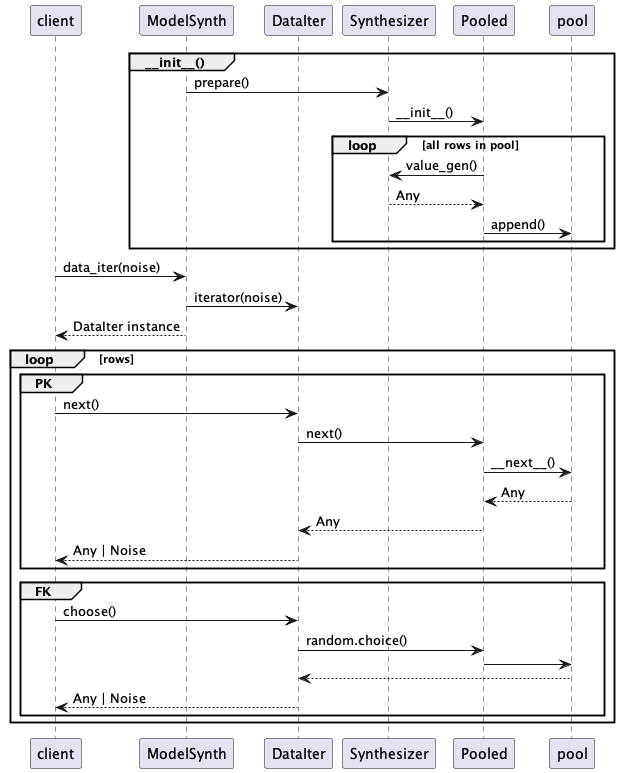 client ModelSynth DataIter Synthesizer Pooled pool
__init__()
prepare()
__init__()
loop [all rows in pool]
value_gen()
Any
append()
data_iter(noise)
iterator(noise)
DataIter instance
loop [rows]
PK
next()
next()
__next__()
Any
Any
Any | Noise
FK
choose()
random.choice()
Any | Noise
client ModelSynth DataIter Synthesizer Pooled pool